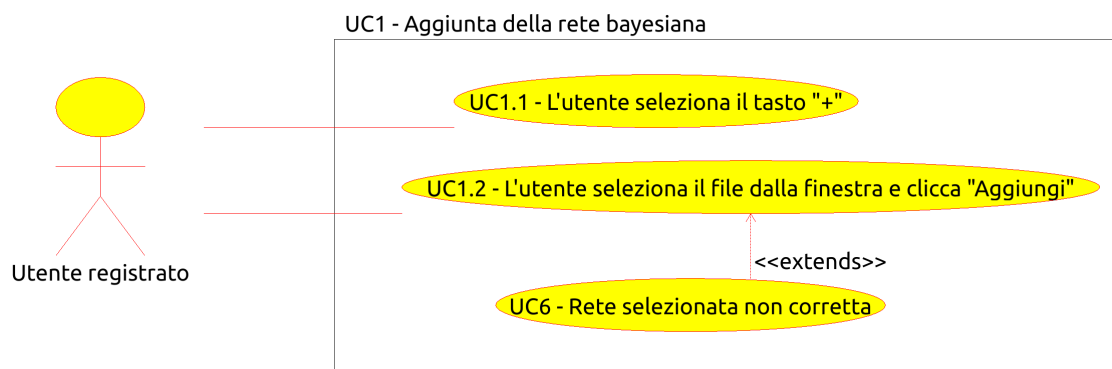 UC1 - Aggiunta della rete bayesiana
UC1.1 - L'utente seleziona il tasto "+"
UC1.2 - L'utente seleziona il file dalla finestra e clicca "Aggiungi"
<<extends>>
Utente registrato
UC6 - Rete selezionata non corretta